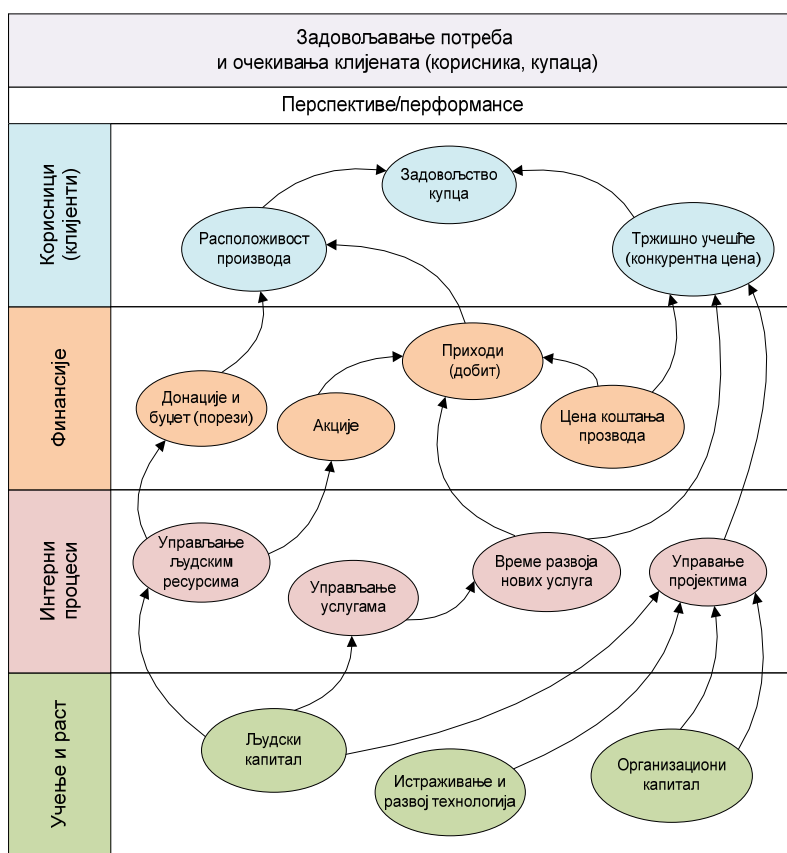 Задовољавање потреба
и очекивања клијената (корисника, купаца)
Перспективе/перформансе
Корисници
(клијенти)
Задовољство
купца
Расположивост
производа
Тржишно учешће
(конкурентна цена)
Финансије
Приходи
(добит)
Донације и
буџет (порези)
Акције
Цена коштања
прозвода
Интерни
процеси
Управљање
људским
ресурсима
Управљање
услугама
Време развоја
нових услуга
Управање
пројектима
Учење и раст
Људски
капитал
Истраживање и
развој технологија
Организациони
капитал